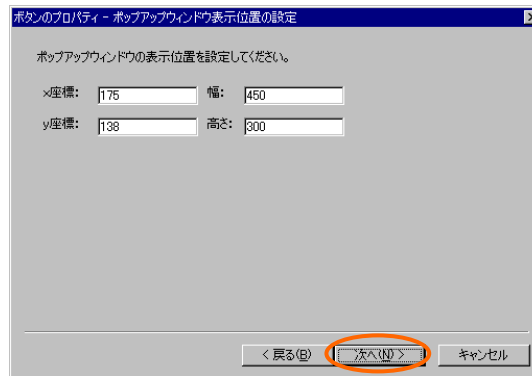 ボタンのプロパティ - ポップアップウィンドウ表示位置の設定
ポップアップウィンドウの表示位置を設定してください。
x座標: 175 幅: 450
y座標: 138 高さ: 300
< 戻る(B) 次へ(N) > キャンセル